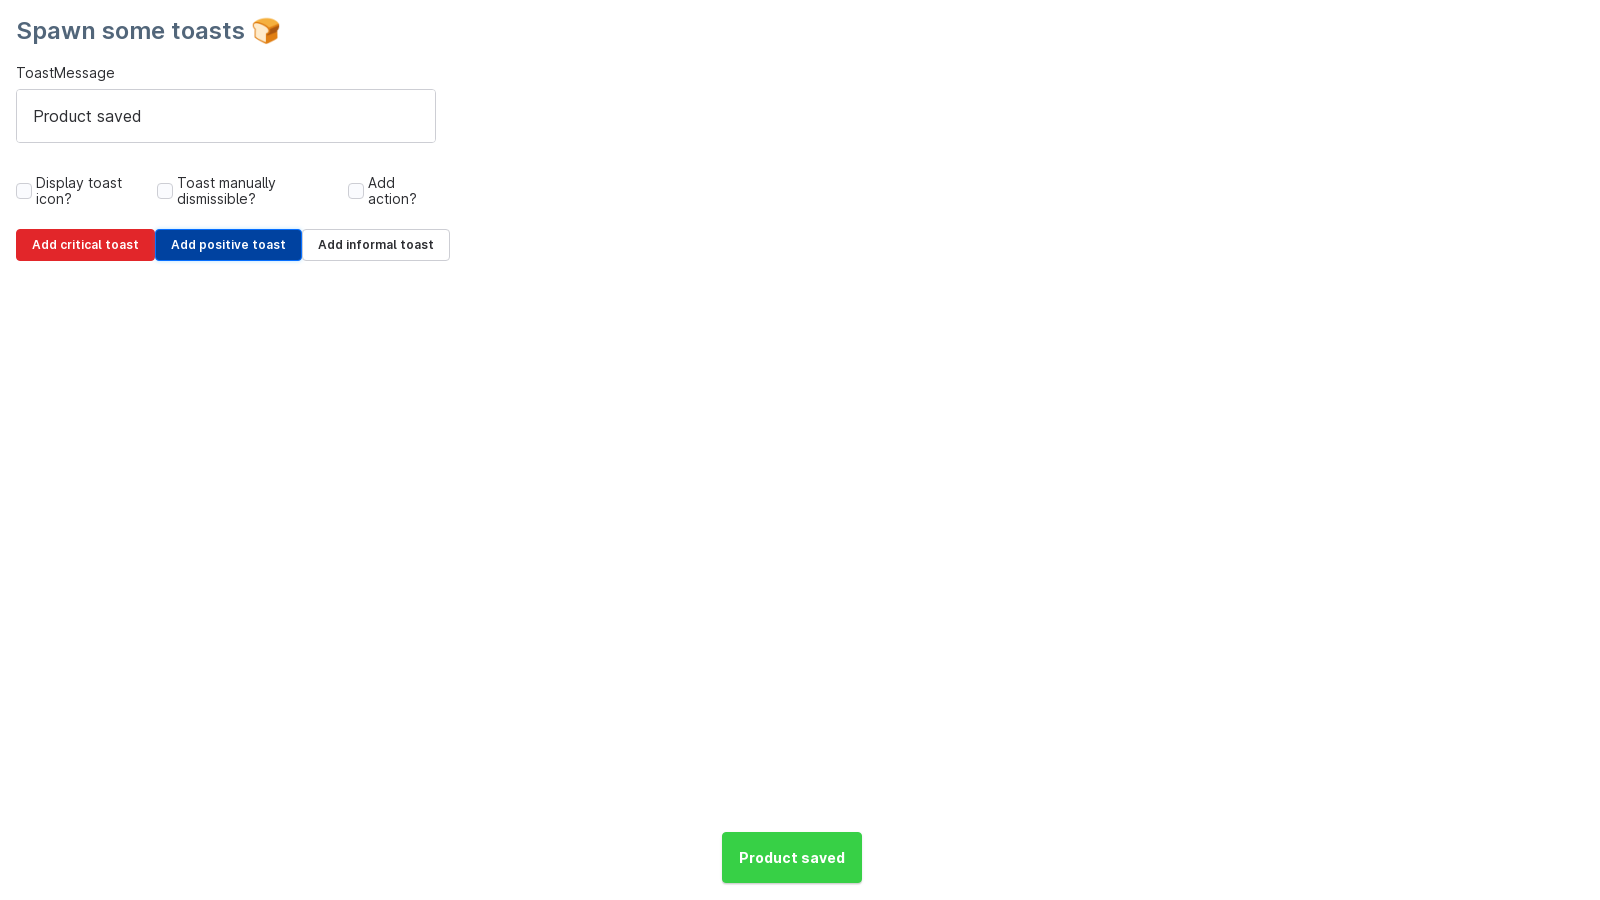 Spawn some toasts 🍞
ToastMessage
Product saved
Display toast icon?
Toast manually dismissible?
Add action?
Add critical toast
Add positive toast
Add informal toast
Product saved